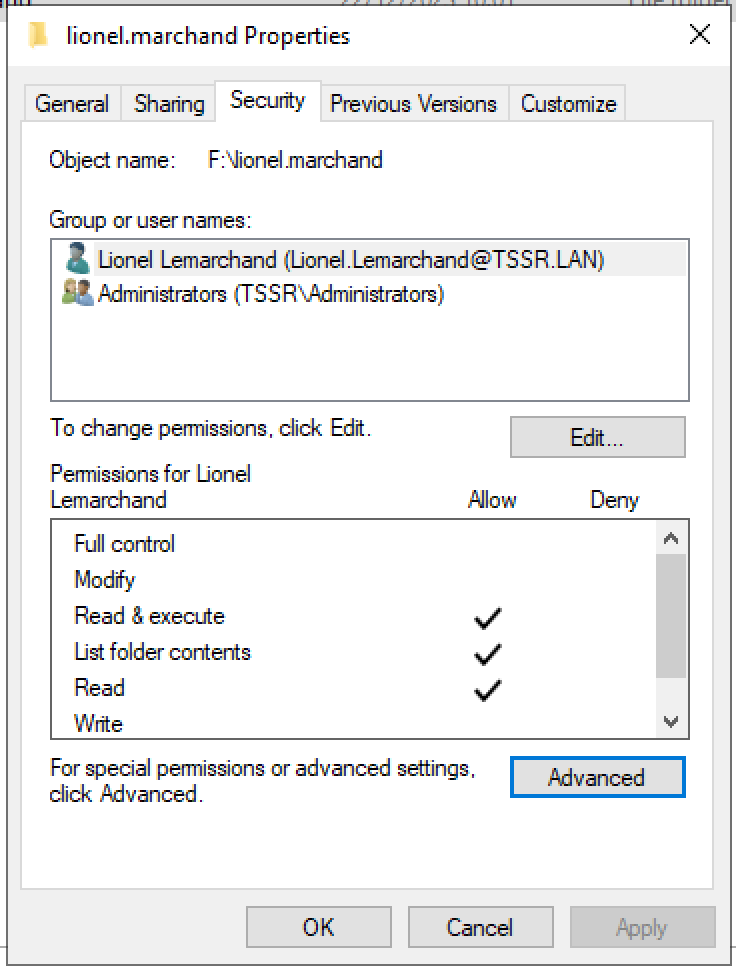 lionel.marchand Properties
General Sharing Security Previous Versions Customize
Object name: F:\lionel.marchand
Group or user names:
Lionel Lemarchand (Lionel.Lemarchand@TSSR.LAN)
Administrators (TSSR\Administrators)
To change permissions, click Edit.
Edit...
Permissions for Lionel
Lemarchand Allow Deny
Full control
Modify
Read & execute
List folder contents
Read
Write
For special permissions or advanced settings,
click Advanced.
Advanced
OK Cancel Apply